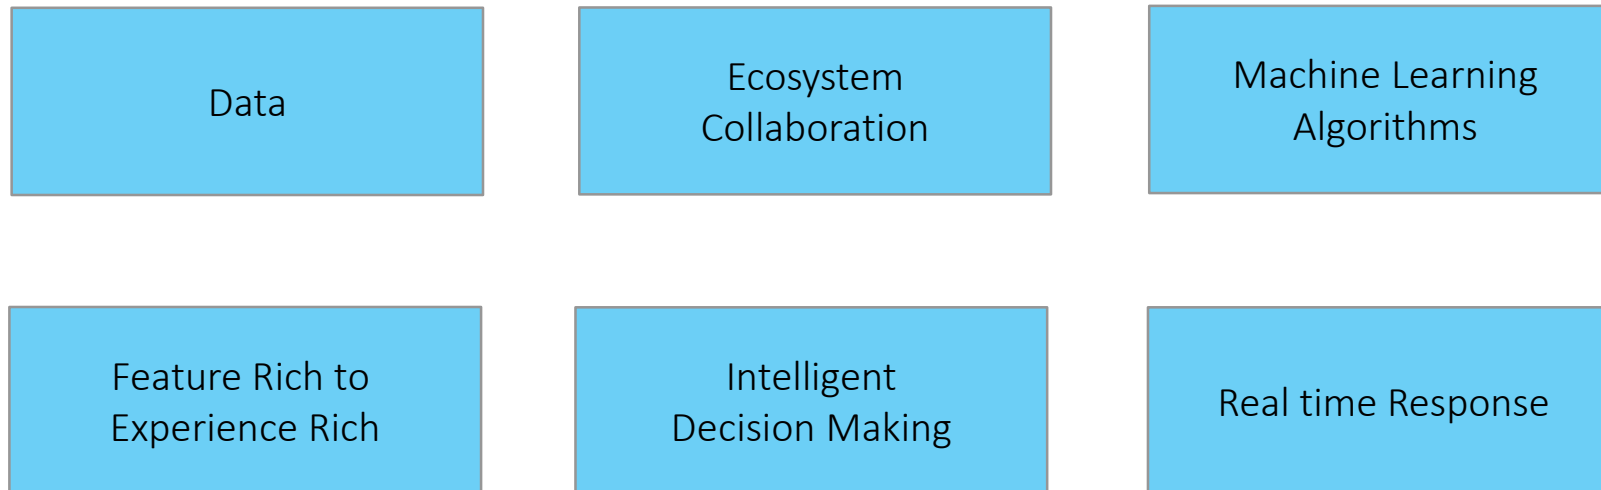 Data
Ecosystem
Collaboration
Machine Learning
Algorithms
Feature Rich to
Experience Rich
Intelligent
Decision Making
Real time Response